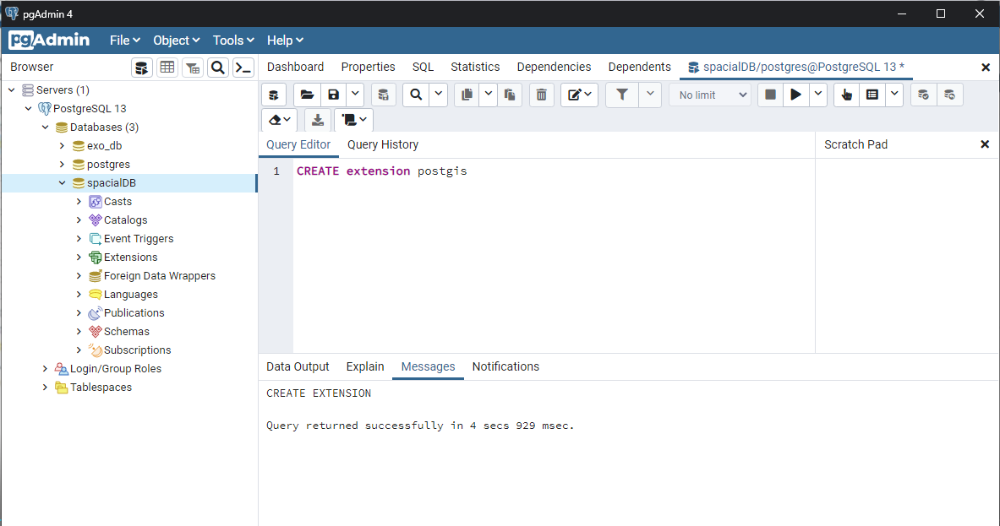 pgAdmin 4
pgAdmin File Object Tools Help
Browser
Dashboard Properties SQL Statistics Dependencies Dependents spacialDB/postgres@PostgreSQL 13 *
Servers (1)
PostgreSQL 13
Databases (3)
exo_db
postgres
spacialDB
Casts
Catalogs
Event Triggers
Extensions
Foreign Data Wrappers
Languages
Publications
Schemas
Subscriptions
Login/Group Roles
Tablespaces
No limit
Query Editor Query History
Scratch Pad
1 CREATE extension postgis
Data Output Explain Messages Notifications
CREATE EXTENSION
Query returned successfully in 4 secs 929 msec.